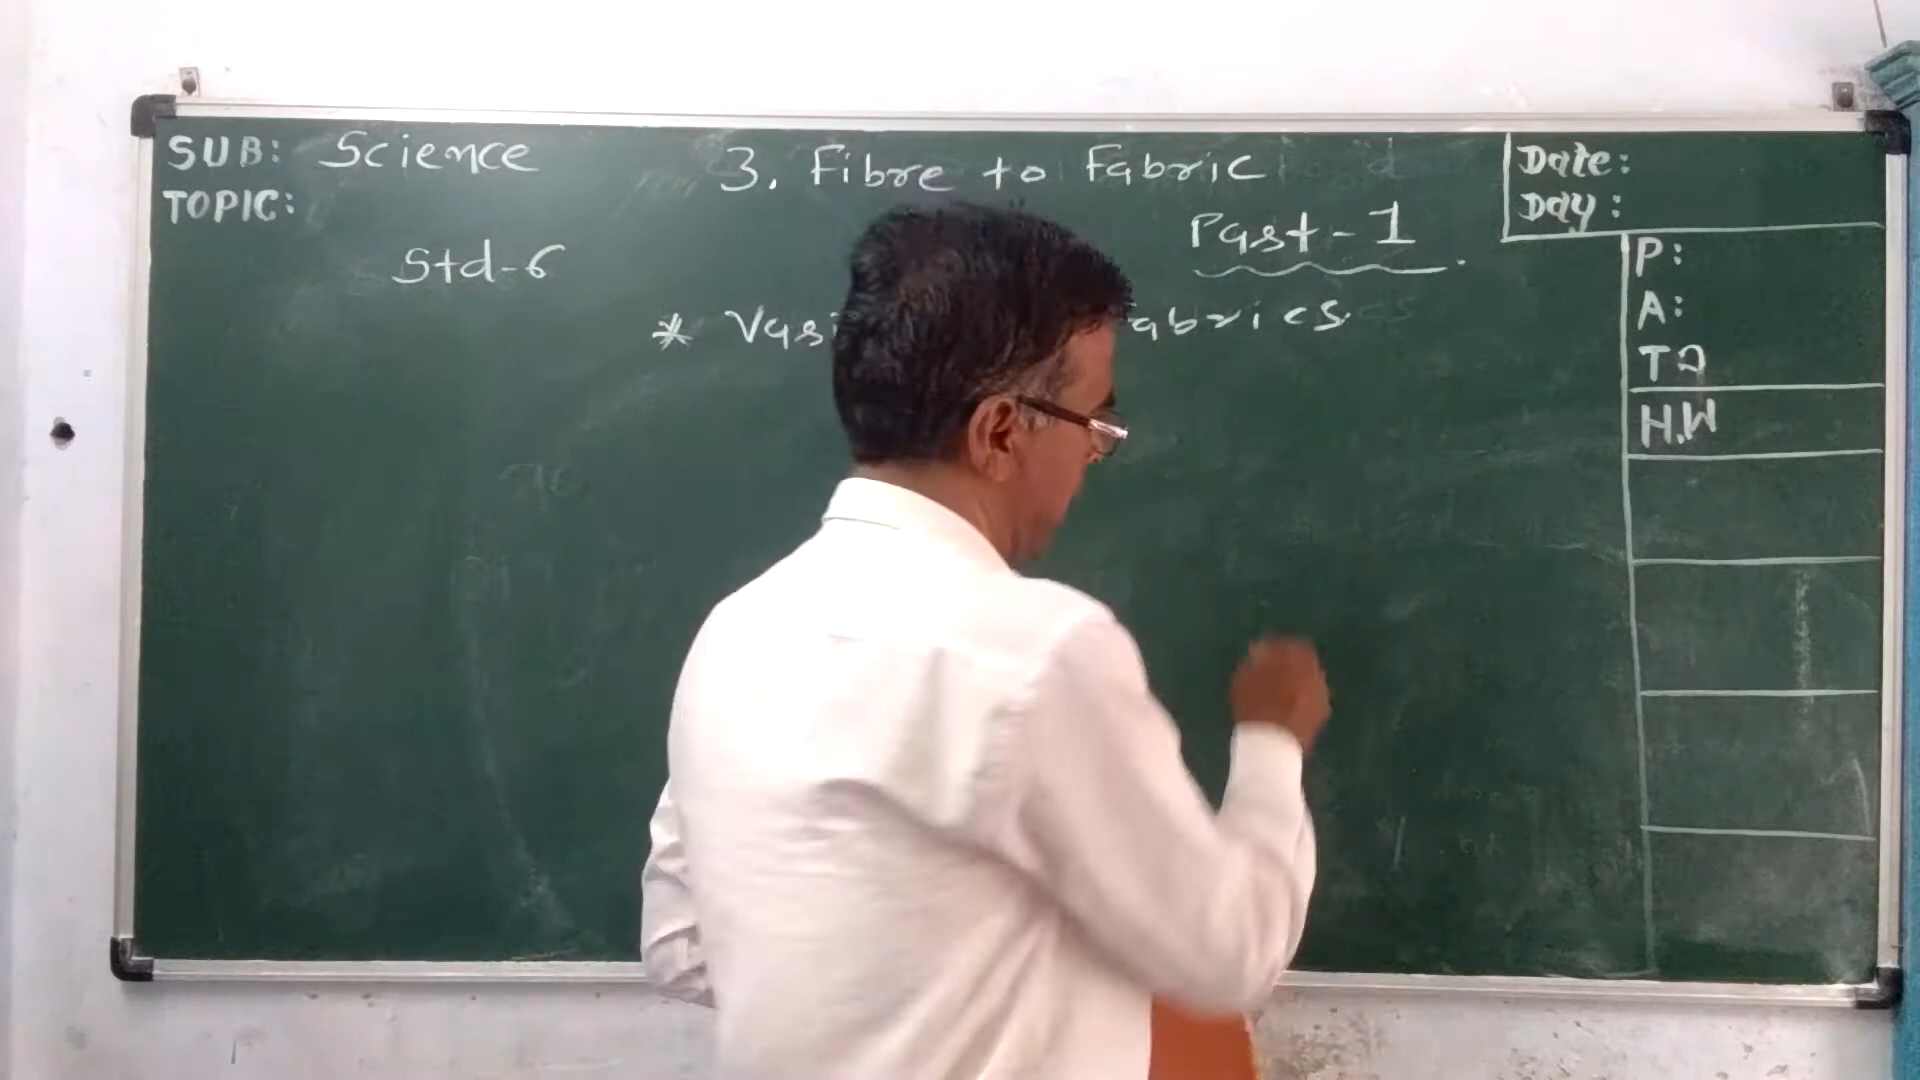 SUB: Science
TOPIC:
3. Fibre to Fabric
Part-1
Std-6
* Vari abrics.
Date:
Day:
P:
A:
T
H.W